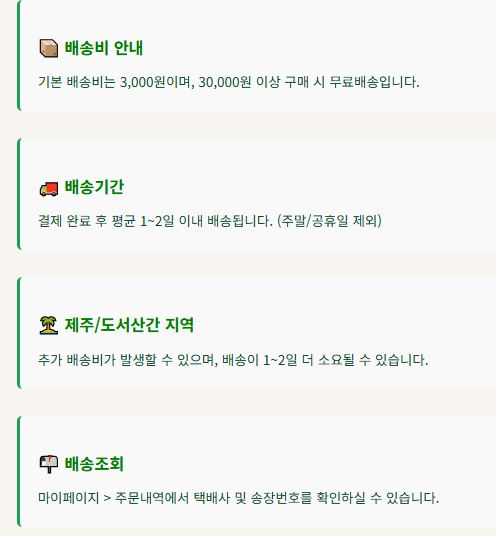 배송비 안내
기본 배송비는 3,000원이며, 30,000원 이상 구매 시 무료배송입니다.
배송기간
결제 완료 후 평균 1~2일 이내 배송됩니다. (주말/공휴일 제외)
제주/도서산간 지역
추가 배송비가 발생할 수 있으며, 배송이 1~2일 더 소요될 수 있습니다.
배송조회
마이페이지 > 주문내역에서 택배사 및 송장번호를 확인하실 수 있습니다.